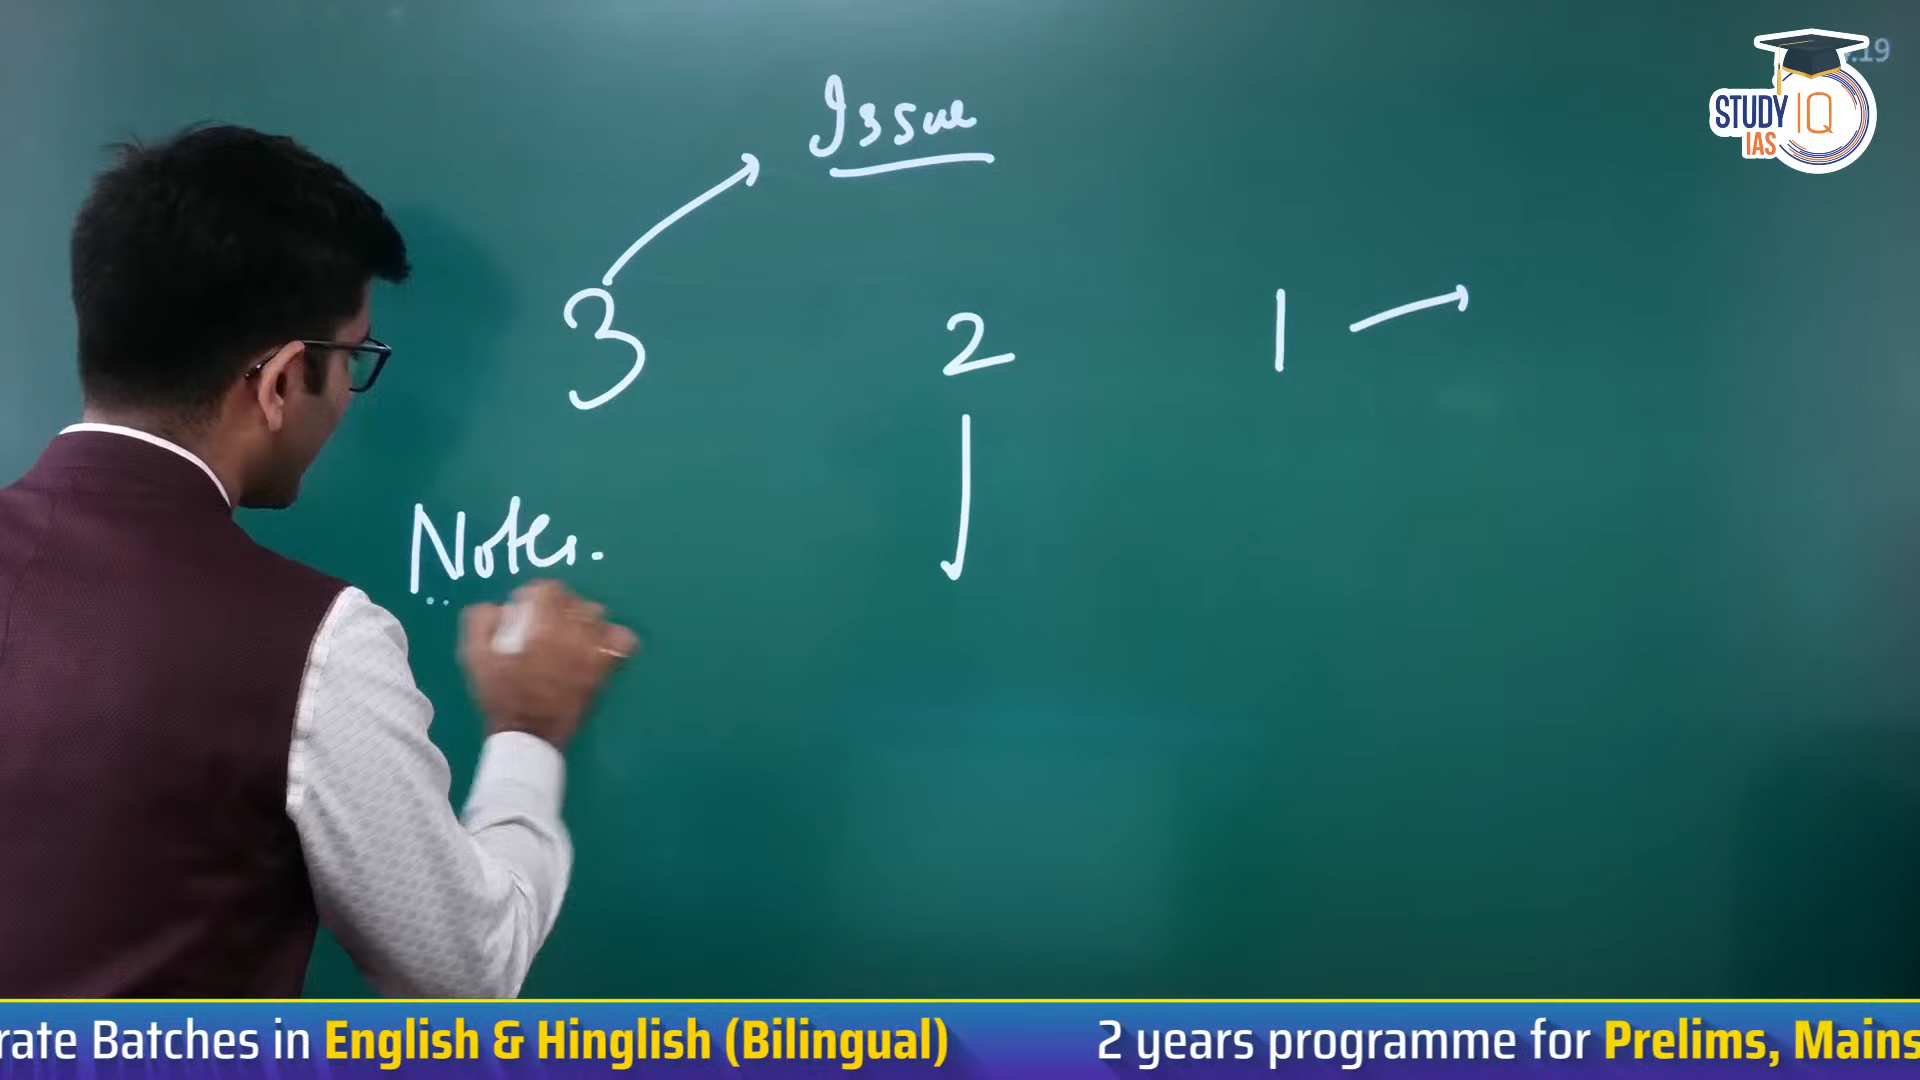 .19
STUDY IQ
IAS
Issue
3 2 1
Notes.
rate Batches in English & Hinglish (Bilingual) 2 years programme for Prelims, Mains